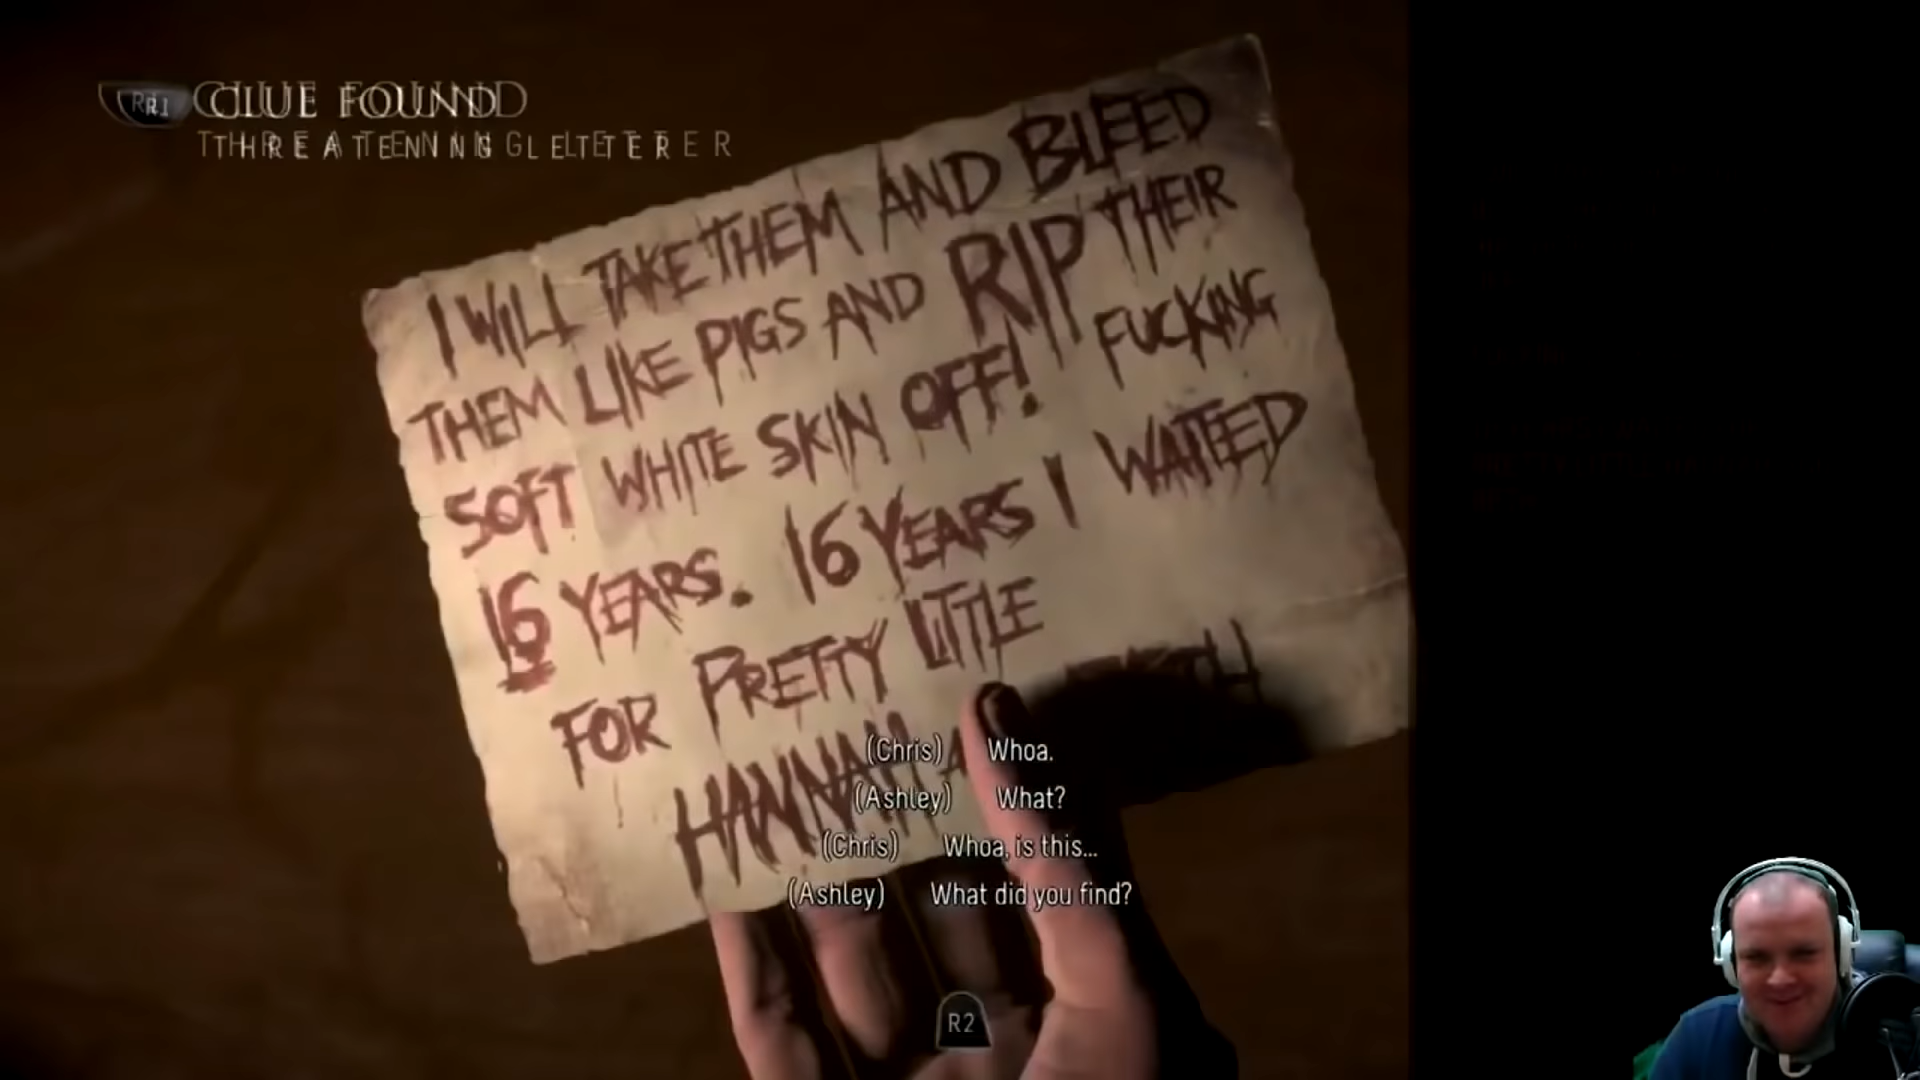 R1 CLUE FOUND
THREATENING LETTER
I WILL TAKE THEM AND BLEED
THEM LIKE PIGS AND RIP THEIR
SOFT WHITE SKIN OFF! FUCKING
16 YEARS. 16 YEARS I WAITED
FOR PRETTY LITTLE
HANNAH
(Chris) Whoa.
(Ashley) What?
(Chris) Whoa, is this...
(Ashley) What did you find?
R2